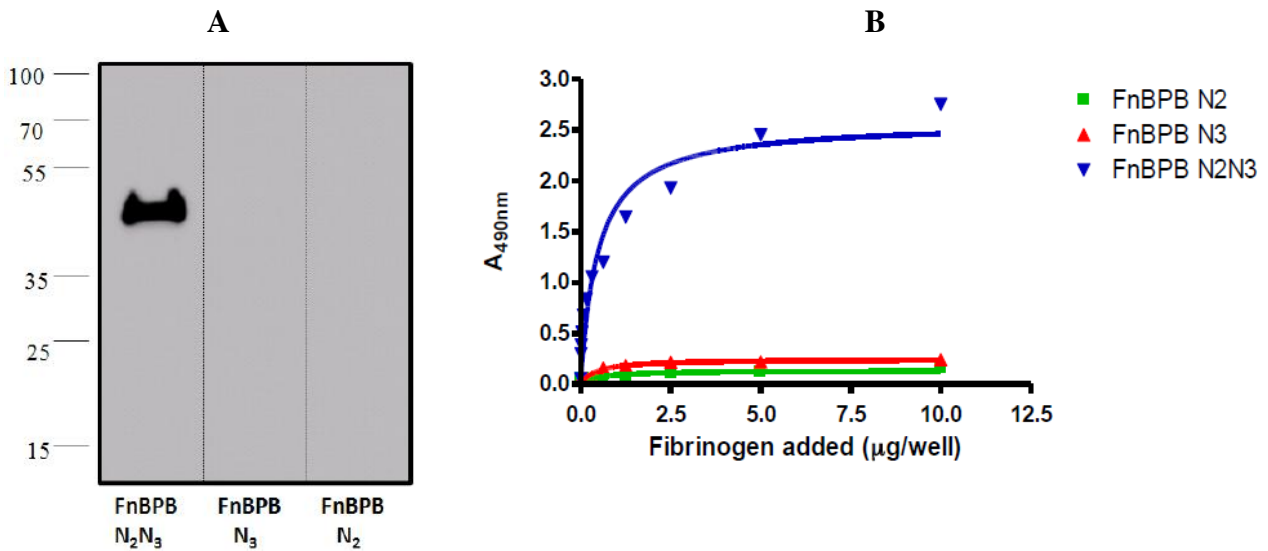 A
B
100
70
55
35
25
15
FnBPB
N₂N₃
FnBPB
N₃
FnBPB
N₂
A490nm
3.0
2.5
2.0
1.5
1.0
0.5
0.0
0.0 2.5 5.0 7.5 10.0 12.5
Fibrinogen added (μg/well)
FnBPB N2
FnBPB N3
FnBPB N2N3